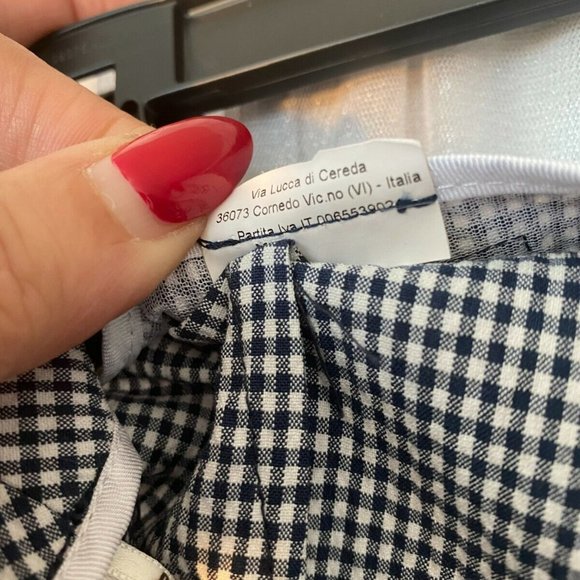 Via Lucca di Cereda
36073 Cornedo Vic.no (VI) - Italia
Partita Iva IT